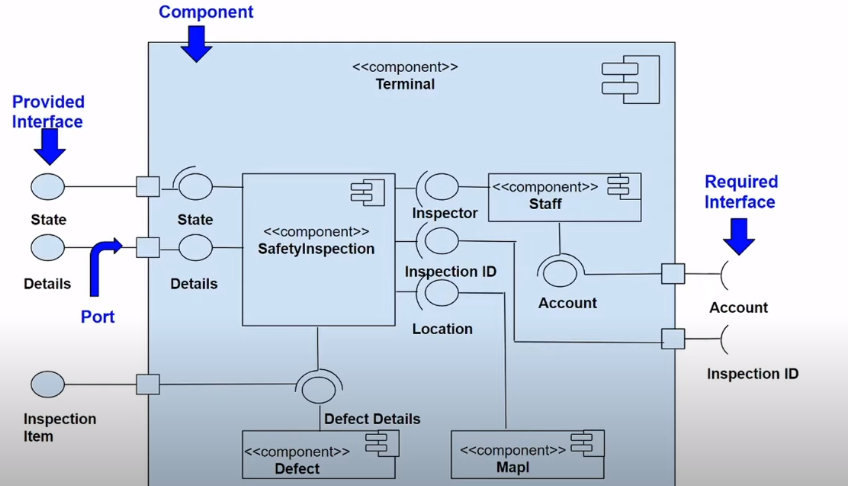 Component
<<component>>
Terminal
Provided
Interface
State
State
Details
Details
Port
Inspection
Item
<<component>>
SafetyInspection
Inspector
<<component>>
Staff
Inspection ID
Location
Account
Required
Interface
Account
Inspection ID
Defect Details
<<component>>
Defect
<<component>>
Mapl